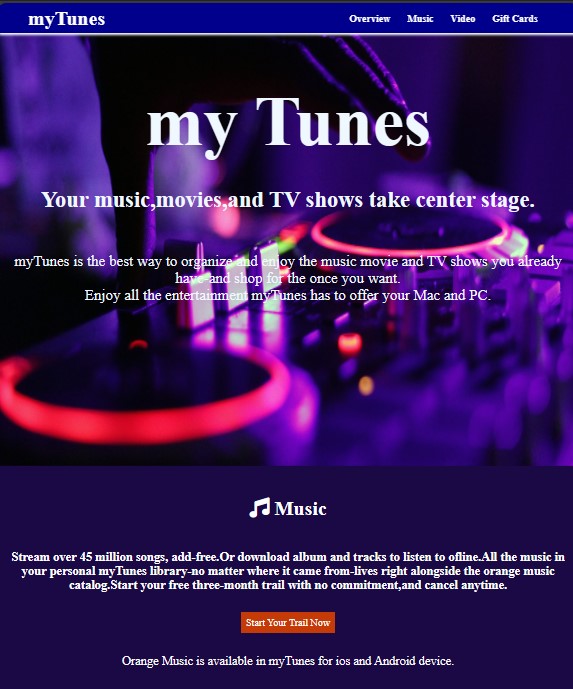 myTunes
Overview Music Video Gift Cards
my Tunes
Your music,movies,and TV shows take center stage.
myTunes is the best way to organize and enjoy the music movie and TV shows you already
have-and shop for the once you want.
Enjoy all the entertainment myTunes has to offer your Mac and PC.
Music
Stream over 45 million songs, add-free.Or download album and tracks to listen to ofline.All the music in
your personal myTunes library-no matter where it came from-lives right alongside the orange music
catalog.Start your free three-month trail with no commitment,and cancel anytime.
Start Your Trail Now
Orange Music is available in myTunes for ios and Android device.